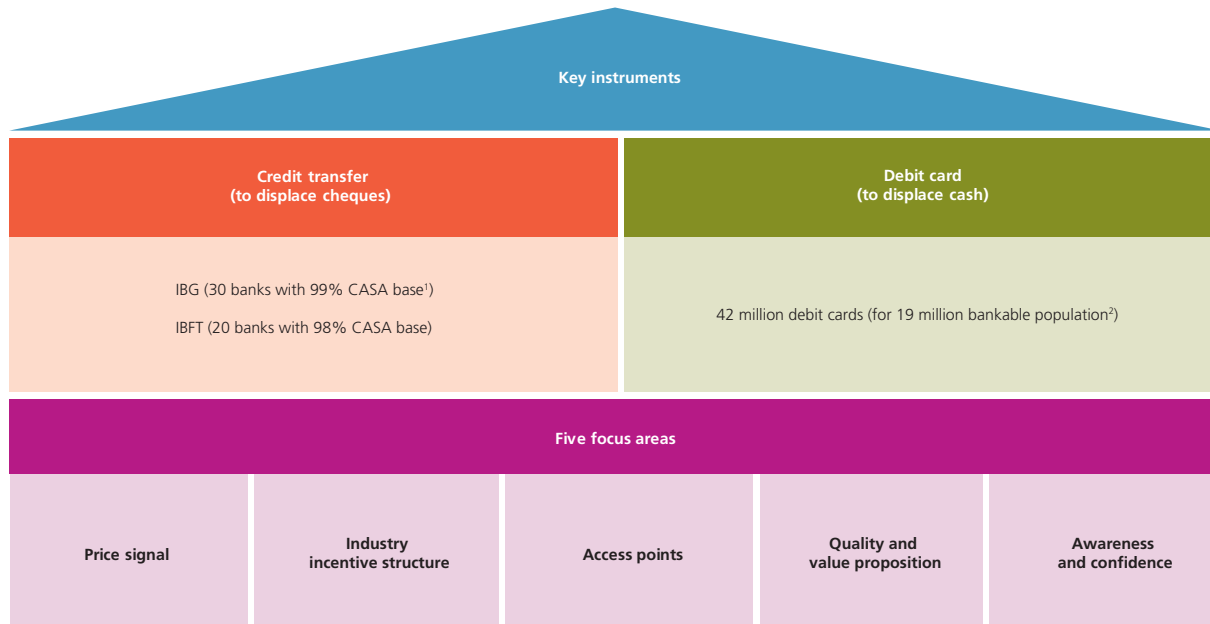 Key instruments
Credit transfer
(to displace cheques)
Debit card
(to displace cash)
IBG (30 banks with 99% CASA base¹)
IBFT (20 banks with 98% CASA base)
42 million debit cards (for 19 million bankable population²)
Five focus areas
Price signal
Industry
incentive structure
Access points
Quality and
value proposition
Awareness
and confidence